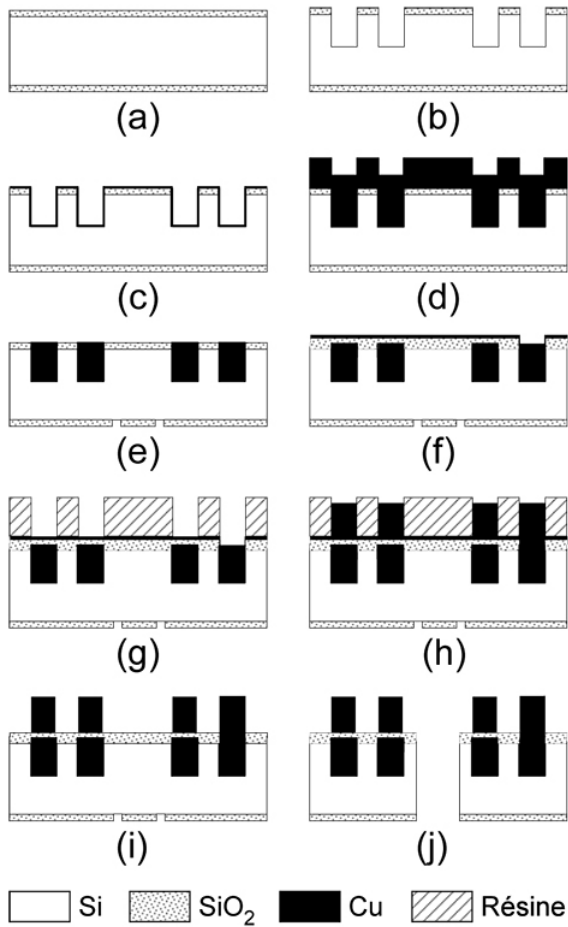 (a) (b)
(c) (d)
(e) (f)
(g) (h)
(i) (j)
Si SiO₂ Cu Résine